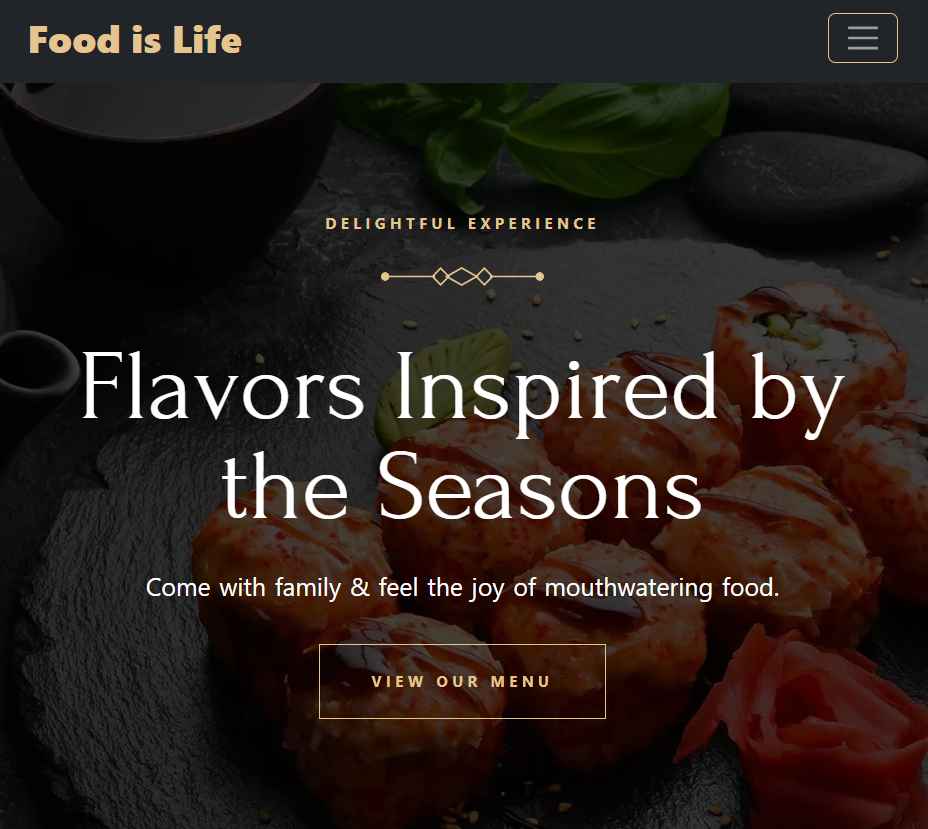 Food is Life
DELIGHTFUL EXPERIENCE
Flavors Inspired by
the Seasons
Come with family & feel the joy of mouthwatering food.
VIEW OUR MENU